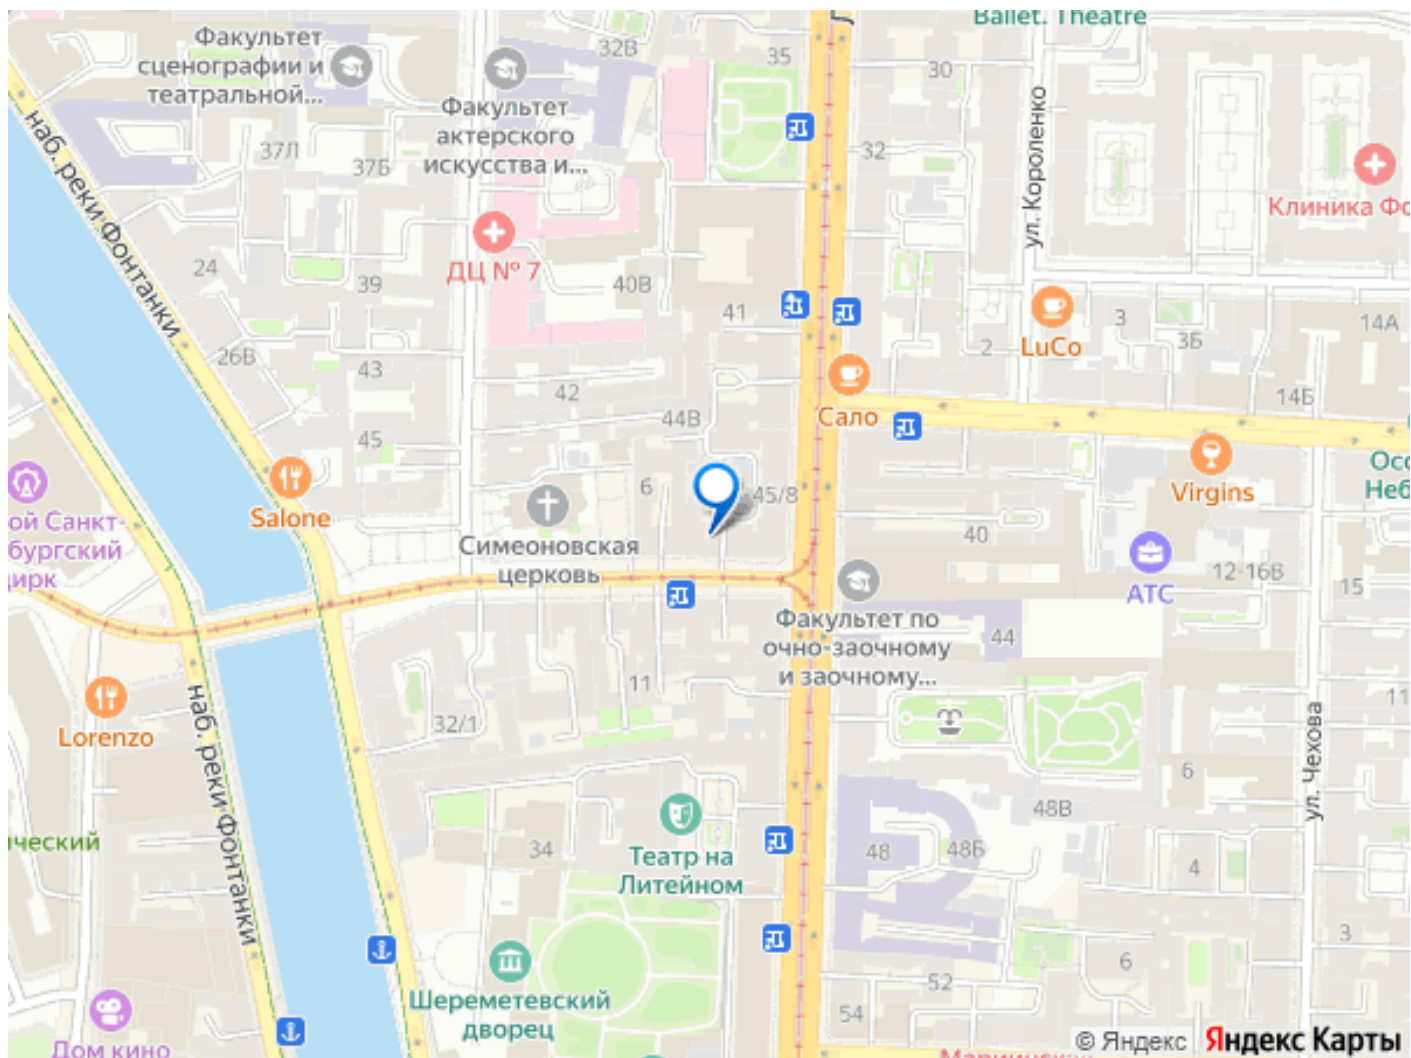 Ballet. Theatre
Факультет
сценографии и
театральной...
32В
35
30
Факультет
актерского
искусства и...
37Л
37Б
32
ул. Короленко
Клиника Фо
наб. реки Фонтанки
24
39
ДЦ № 7
40В
41
LuCo
3
3Б
14А
2
26В
43
42
44В
Сало
14Б
45
6
45/8
Virgins
Осо
Неб
Salone
ой Санкт-
бургский
цирк
Симеоновская
церковь
40
АТС
12-16В
15
Факультет по
очно-заочному
и заочному...
44
11
32/1
Lorenzo
наб. реки Фонтанки
ул. Чехова
11
6
48В
ический
34
Театр на
Литейном
48
48Б
4
3
6
52
54
Шереметевский
дворец
Дом кино
Мариинск
© Яндекс Яндекс Карты